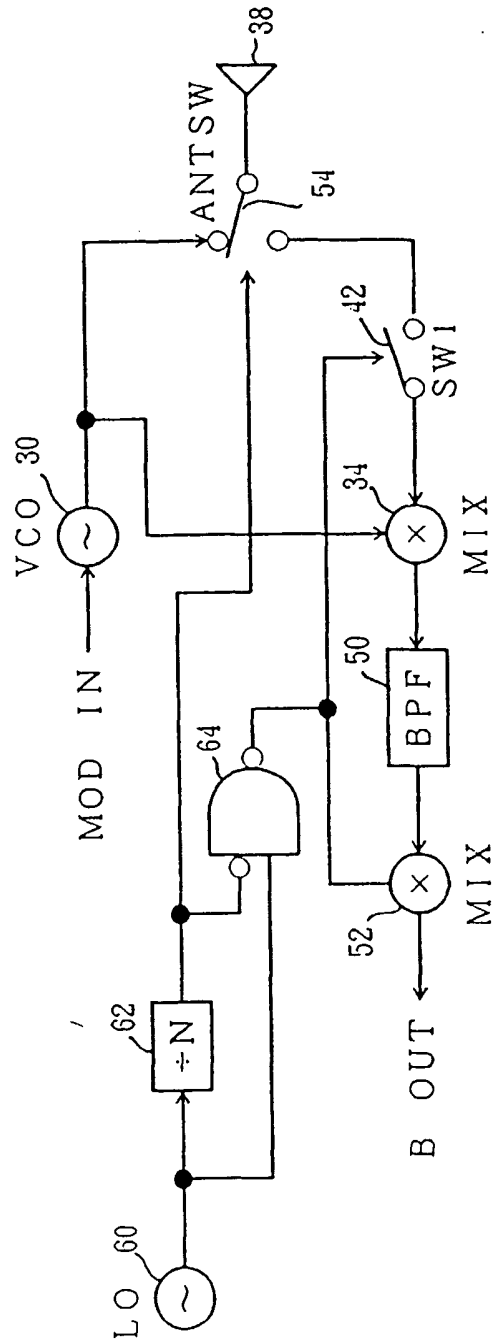 LO 60
62
÷N
64
MOD IN
VCO 30
~
~
ANTSW
54
38
42
SW1
34
×
MIX
50
BPF
52
×
MIX
B OUT